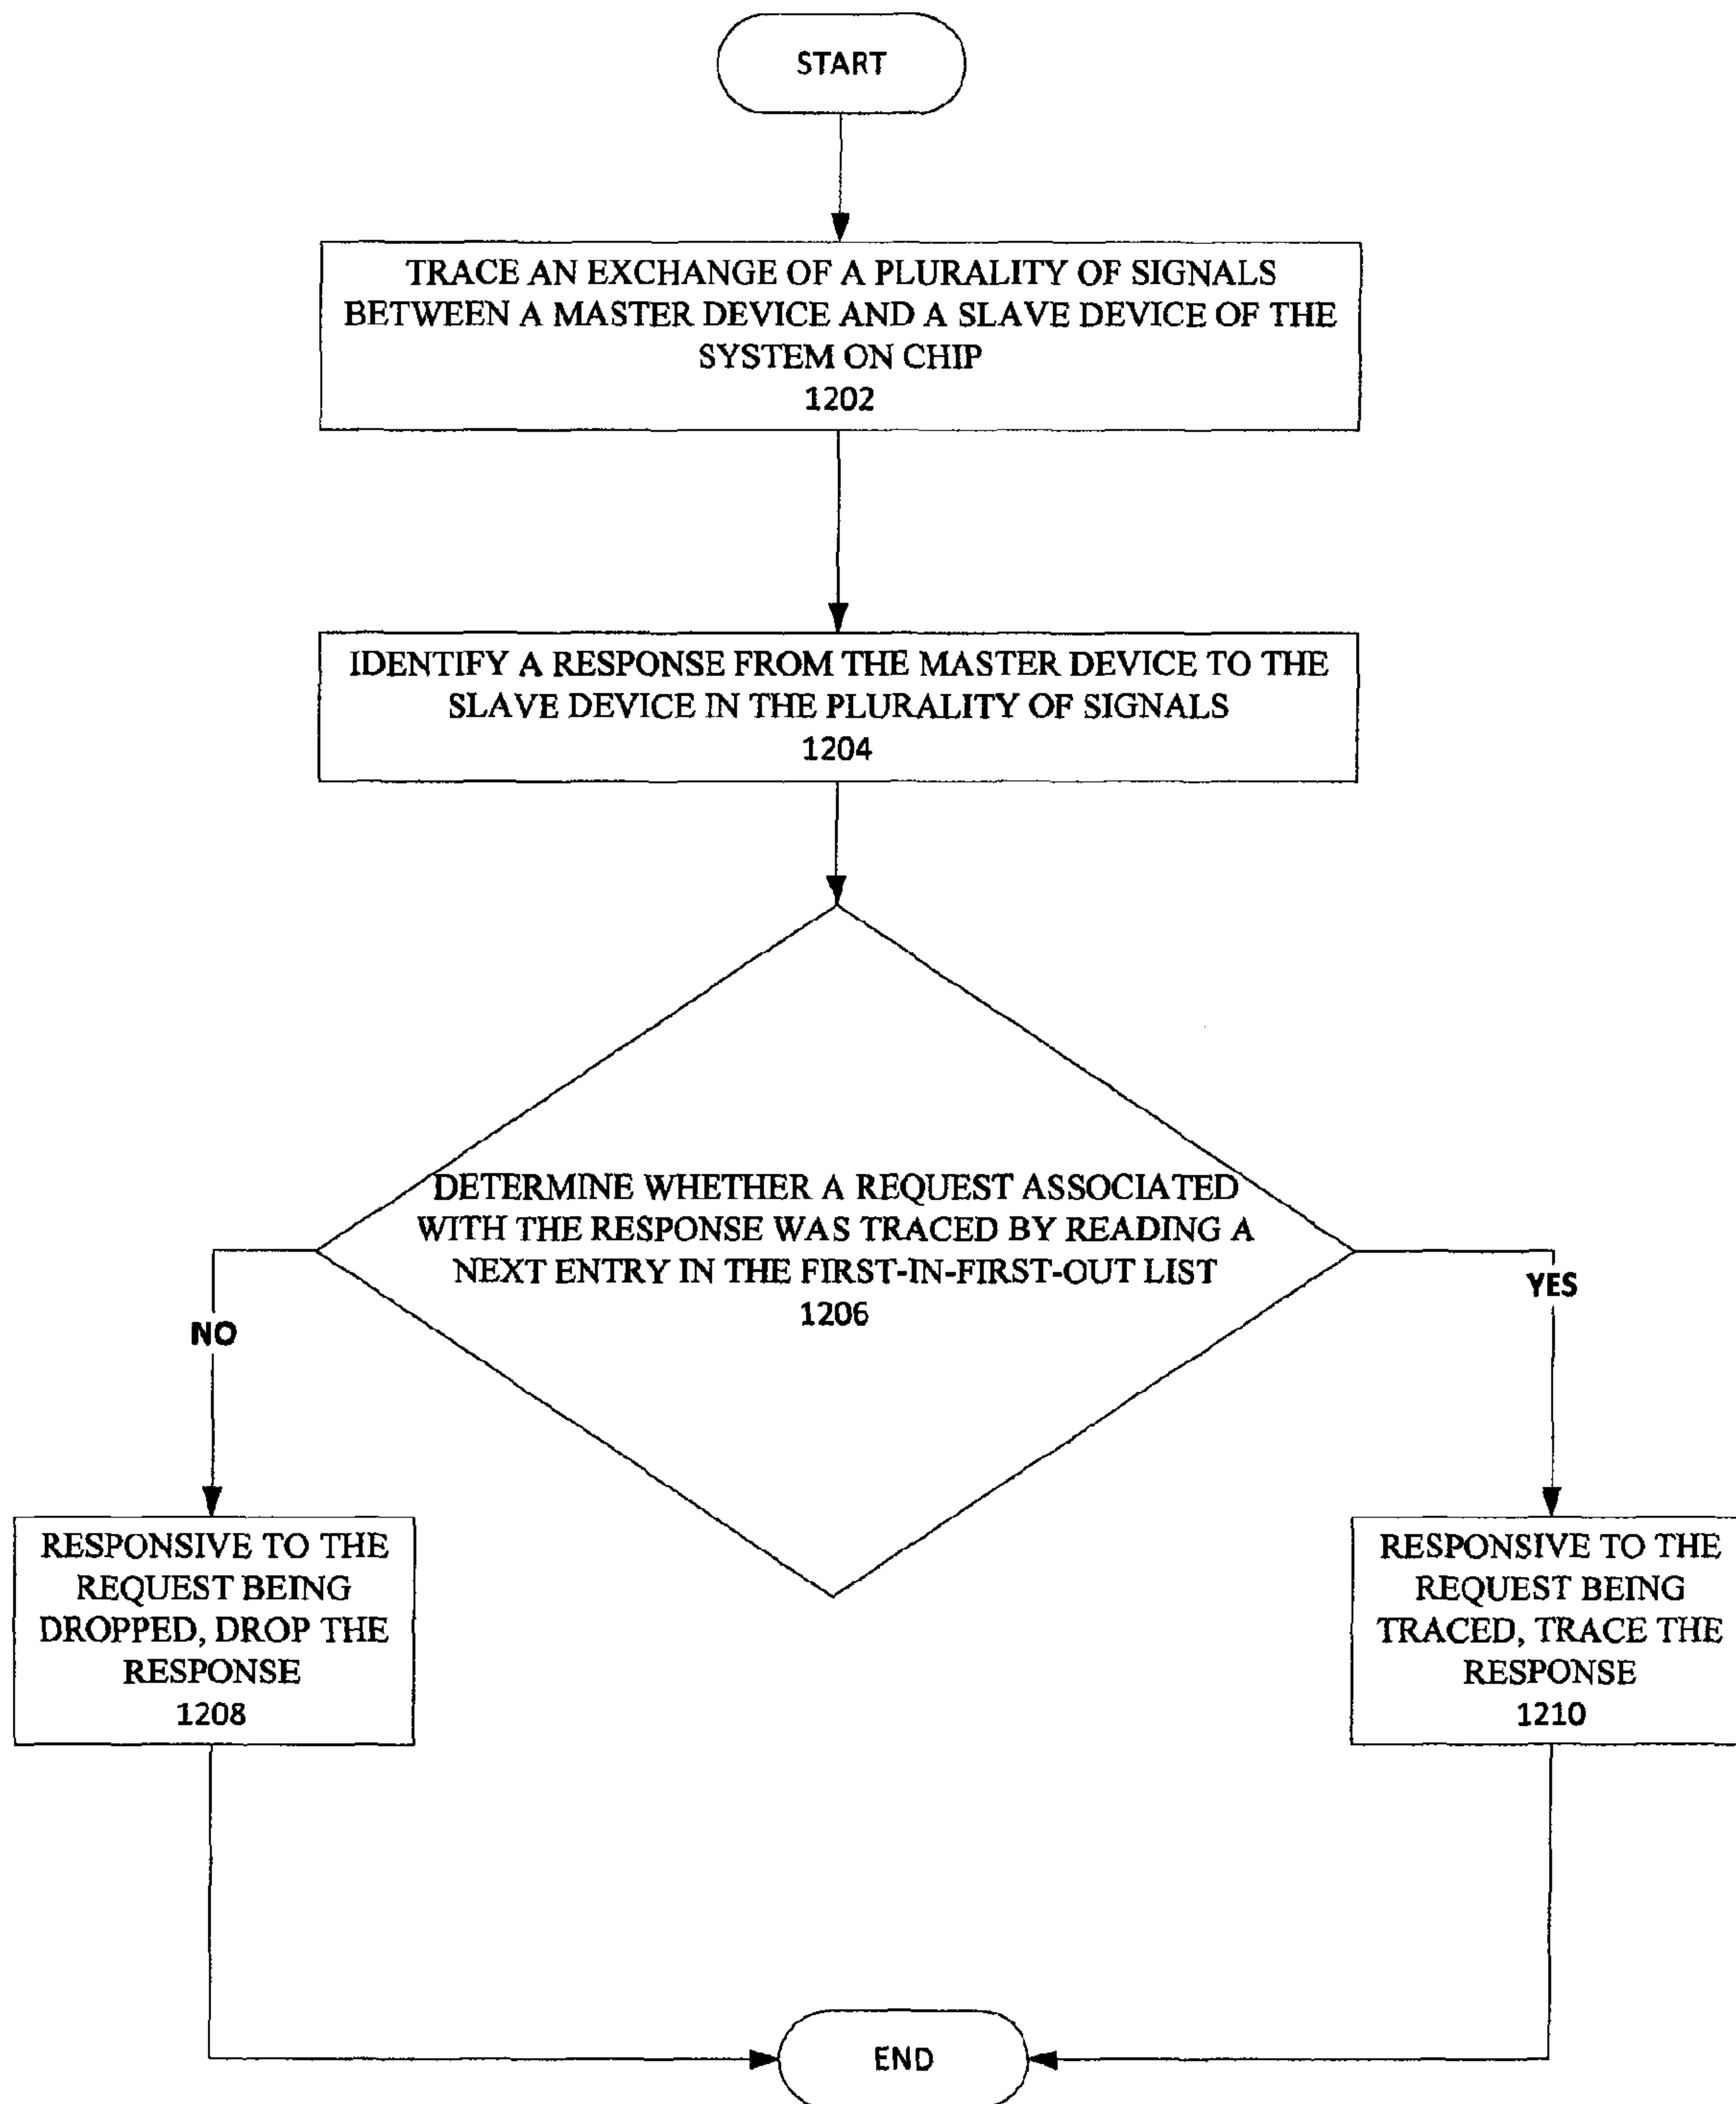 START
TRACE AN EXCHANGE OF A PLURALITY OF SIGNALS
BETWEEN A MASTER DEVICE AND A SLAVE DEVICE OF THE
SYSTEM ON CHIP
1202
IDENTIFY A RESPONSE FROM THE MASTER DEVICE TO THE
SLAVE DEVICE IN THE PLURALITY OF SIGNALS
1204
DETERMINE WHETHER A REQUEST ASSOCIATED
WITH THE RESPONSE WAS TRACED BY READING A
NEXT ENTRY IN THE FIRST-IN-FIRST-OUT LIST
1206
NO
YES
RESPONSIVE TO THE
REQUEST BEING
DROPPED, DROP THE
RESPONSE
1208
RESPONSIVE TO THE
REQUEST BEING
TRACED, TRACE THE
RESPONSE
1210
END